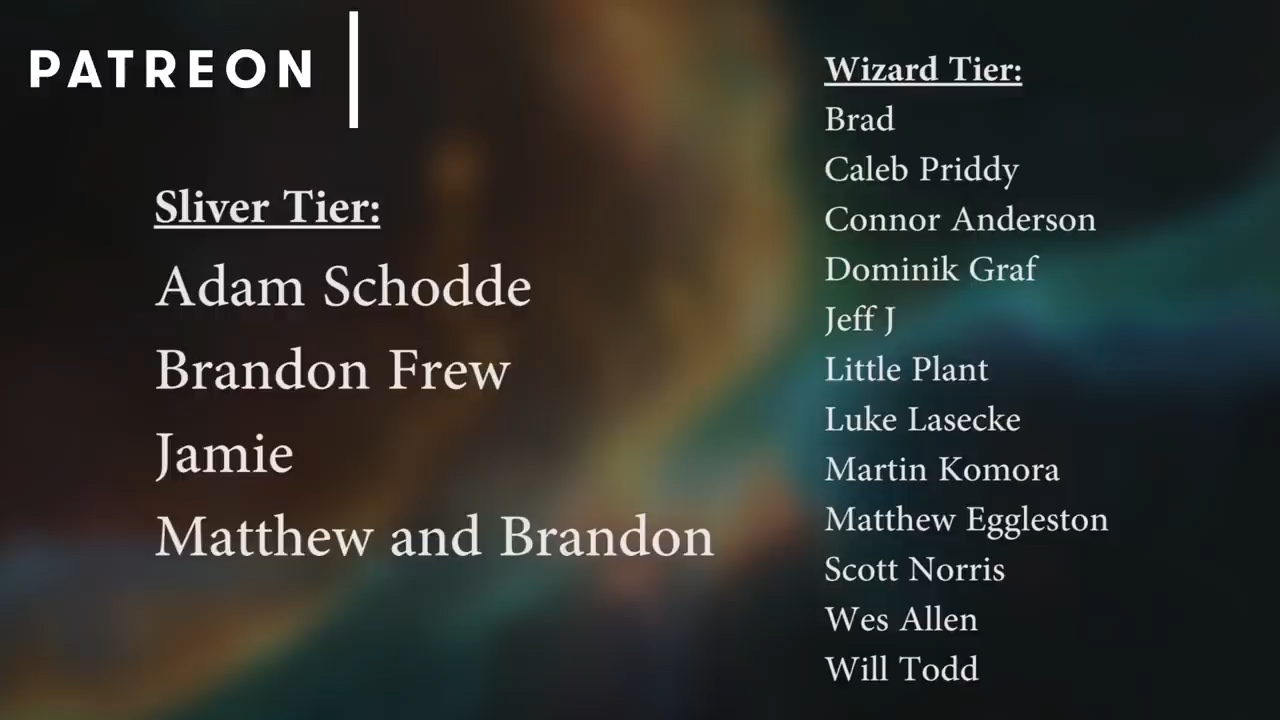 PATREON
Sliver Tier:
Adam Schodde
Brandon Frew
Jamie
Matthew and Brandon
Wizard Tier:
Brad
Caleb Priddy
Connor Anderson
Dominik Graf
Jeff J
Little Plant
Luke Lasecke
Martin Komora
Matthew Eggleston
Scott Norris
Wes Allen
Will Todd